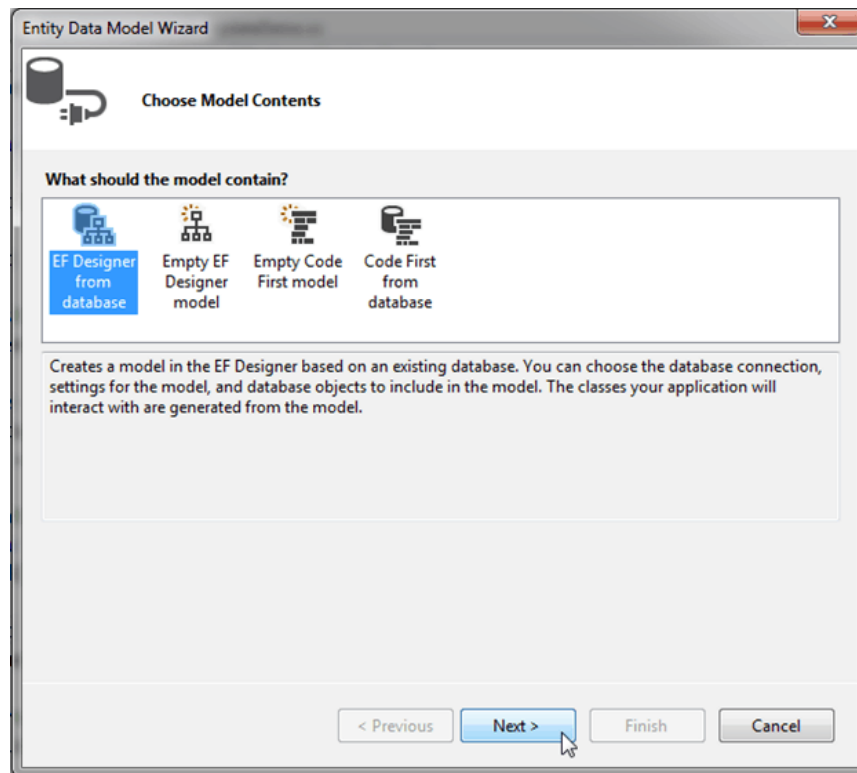 Entity Data Model Wizard
Choose Model Contents
What should the model contain?
EF Designer
from
database
Empty EF
Designer
model
Empty Code
First model
Code First
from
database
Creates a model in the EF Designer based on an existing database. You can choose the database connection,
settings for the model, and database objects to include in the model. The classes your application will
interact with are generated from the model.
< Previous
Next >
Finish
Cancel